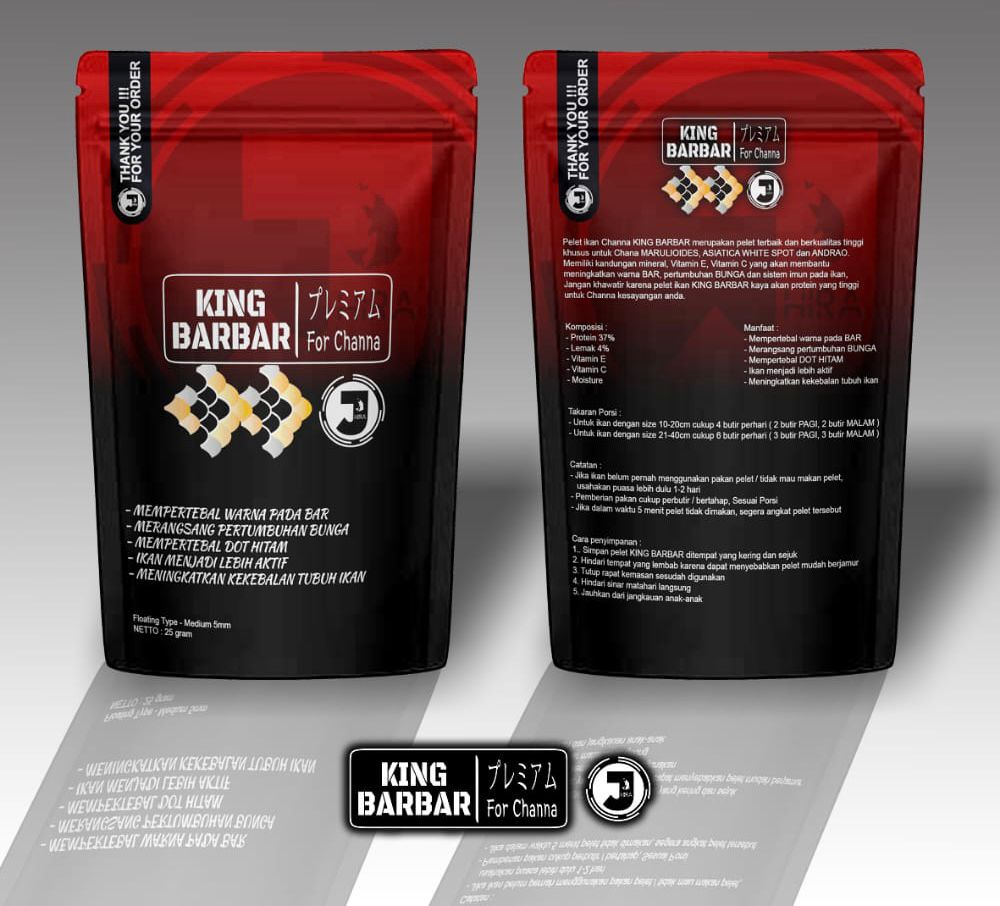 THANK YOU !!!
FOR YOUR ORDER
KING
BARBAR
プレミアム
For Channa
HIRA
- MEMPERTEBAL WARNA PADA BAR
- MERANGSANG PERTUMBUHAN BUNGA
- MEMPERTEBAL DOT HITAM
- IKAN MENJADI LEBIH AKTIF
- MENINGKATKAN KEKEBALAN TUBUH IKAN
Floating Type - Medium 5mm
NETTO : 25 gram
THANK YOU !!!
FOR YOUR ORDER
KING
BARBAR
プレミアム
For Channa
Pelet ikan Channa KING BARBAR merupakan pelet terbaik dan berkualitas tinggi
khusus untuk Chana MARULIOIDES, ASIATICA WHITE SPOT dan ANDRAO.
Memiliki kandungan mineral, Vitamin E, Vitamin C yang akan membantu
meningkatkan warna BAR, pertumbuhan BUNGA dan sistem imun pada ikan,
Jangan khawatir karena pelet ikan KING BARBAR kaya akan protein yang tinggi
untuk Channa kesayangan anda.
HIRA
Komposisi :
- Protein 37%
- Lemak 4%
- Vitamin E
- Vitamin C
- Moisture
Manfaat :
- Mempertebal warna pada BAR
- Merangsang pertumbuhan BUNGA
- Mempertebal DOT HITAM
- Ikan menjadi lebih aktif
- Meningkatkan kekebalan tubuh ikan
Takaran Porsi :
- Untuk ikan dengan size 10-20cm cukup 4 butir perhari ( 2 butir PAGI, 2 butir MALAM )
- Untuk ikan dengan size 21-40cm cukup 6 butir perhari ( 3 butir PAGI, 3 butir MALAM )
Catatan :
- Jika ikan belum pernah menggunakan pakan pelet / tidak mau makan pelet,
usahakan puasa lebih dulu 1-2 hari
- Pemberian pakan cukup perbutir / bertahap, Sesuai Porsi
- Jika dalam waktu 5 menit pelet tidak dimakan, segera angkat pelet tersebut
Cara penyimpanan :
1.. Simpan pelet KING BARBAR ditempat yang kering dan sejuk
2. Hindari tempat yang lembab karena dapat menyebabkan pelet mudah berjamur
3. Tutup rapat kemasan sesudah digunakan
4. Hindari sinar matahari langsung
5. Jauhkan dari jangkauan anak-anak
KING
BARBAR
プレミアム
For Channa
HIRA